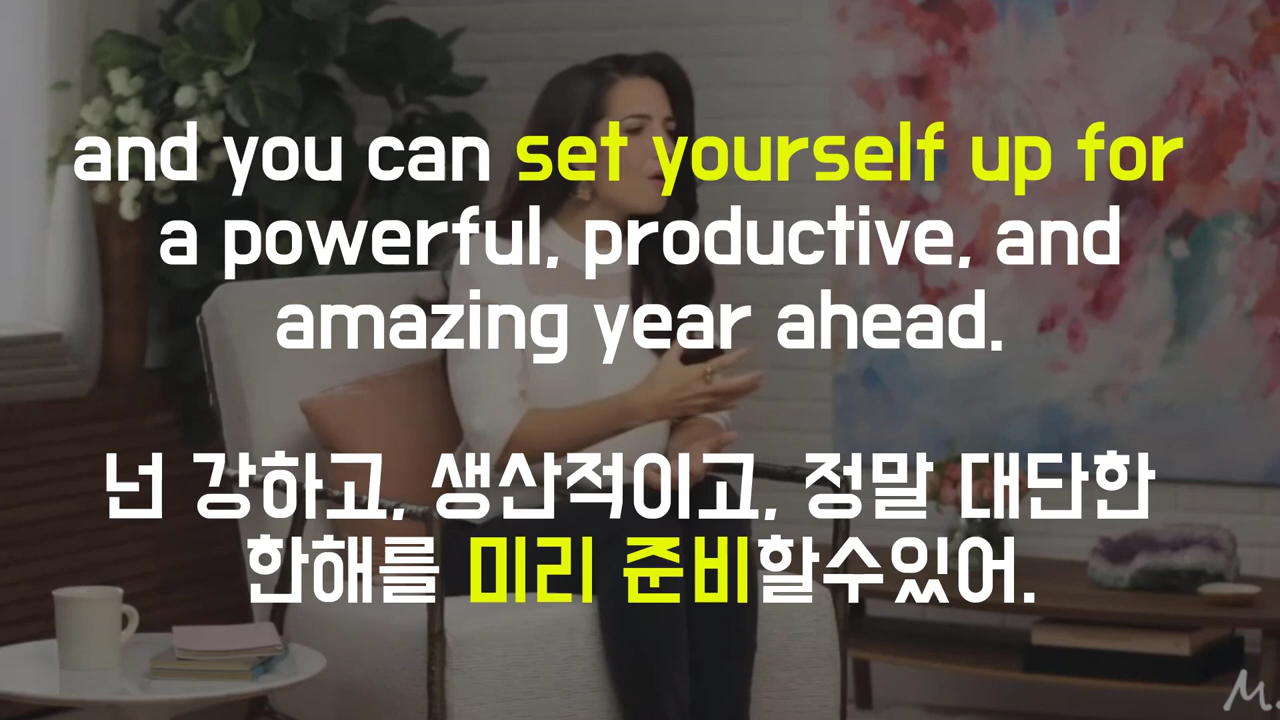 and you can set yourself up for
a powerful, productive, and
amazing year ahead.
넌 강하고, 생산적이고, 정말 대단한
한해를 미리 준비할수있어.
M.